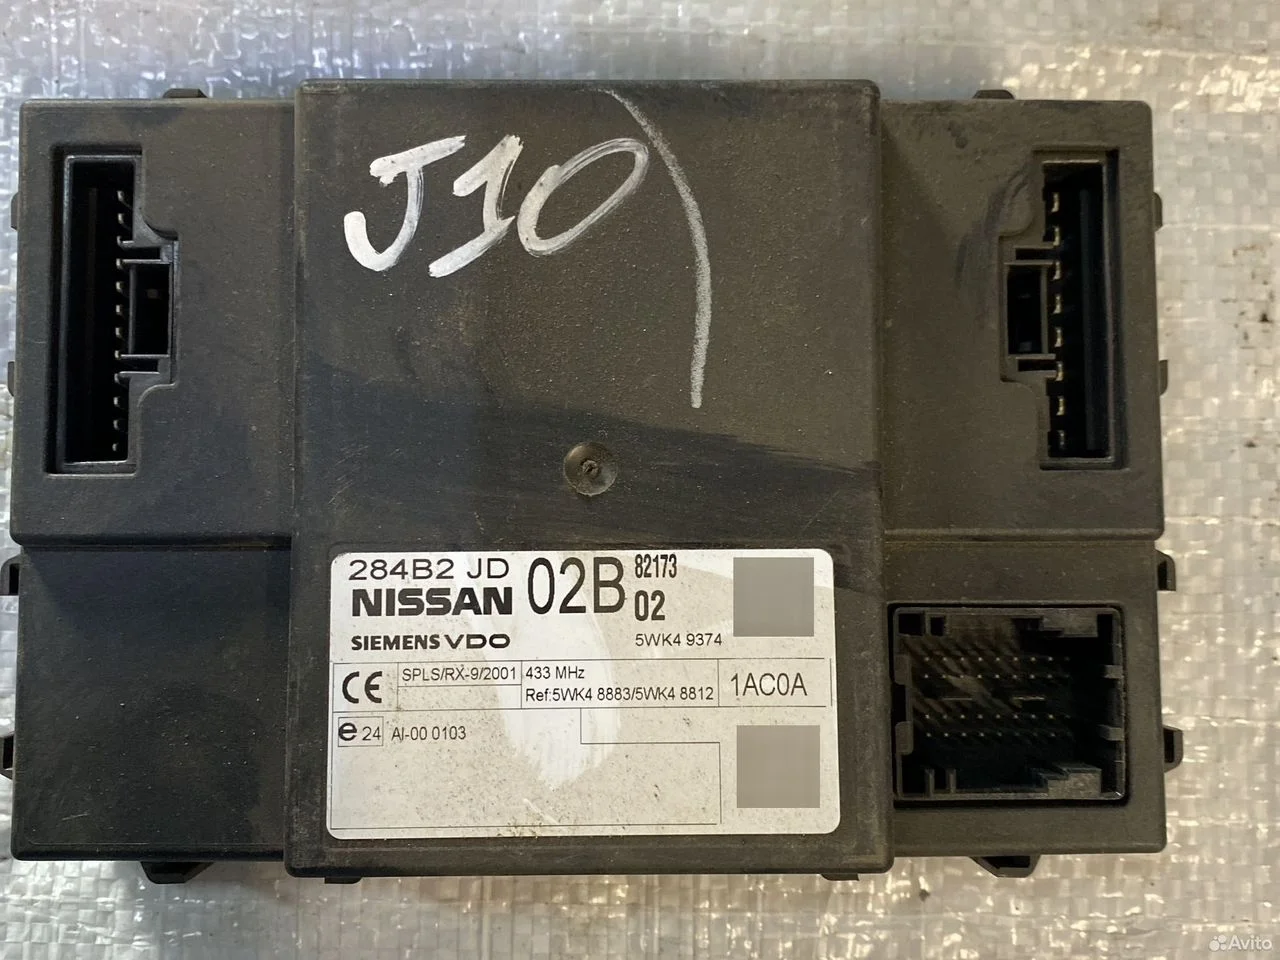 J10
284B2 JD 02B 82173
NISSAN 02
SIEMENS VDO 5WK4 9374
CE SPLS/RX-9/2001 433 MHz 1AC0A
Ref:5WK4 8883/5WK4 8812
e 24 AI-00 0103
Avito